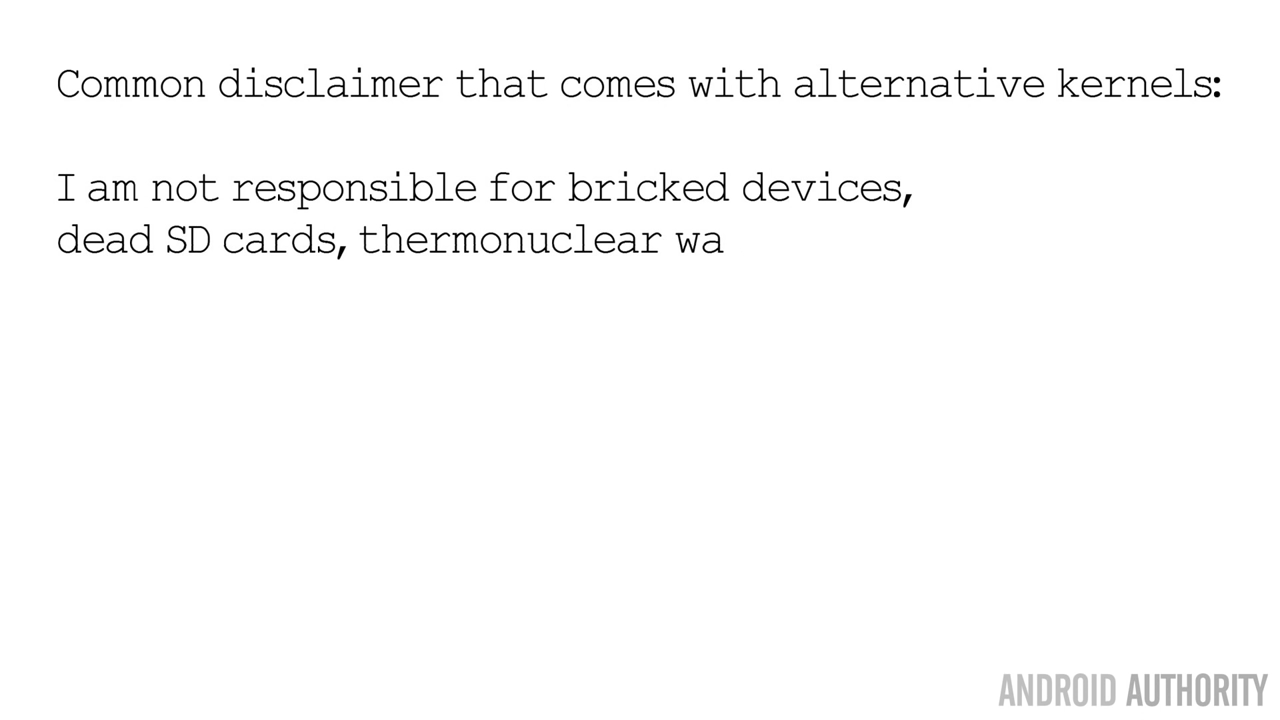 Common disclaimer that comes with alternative kernels:
I am not responsible for bricked devices,
dead SD cards, thermonuclear wa
ANDROID AUTHORITY